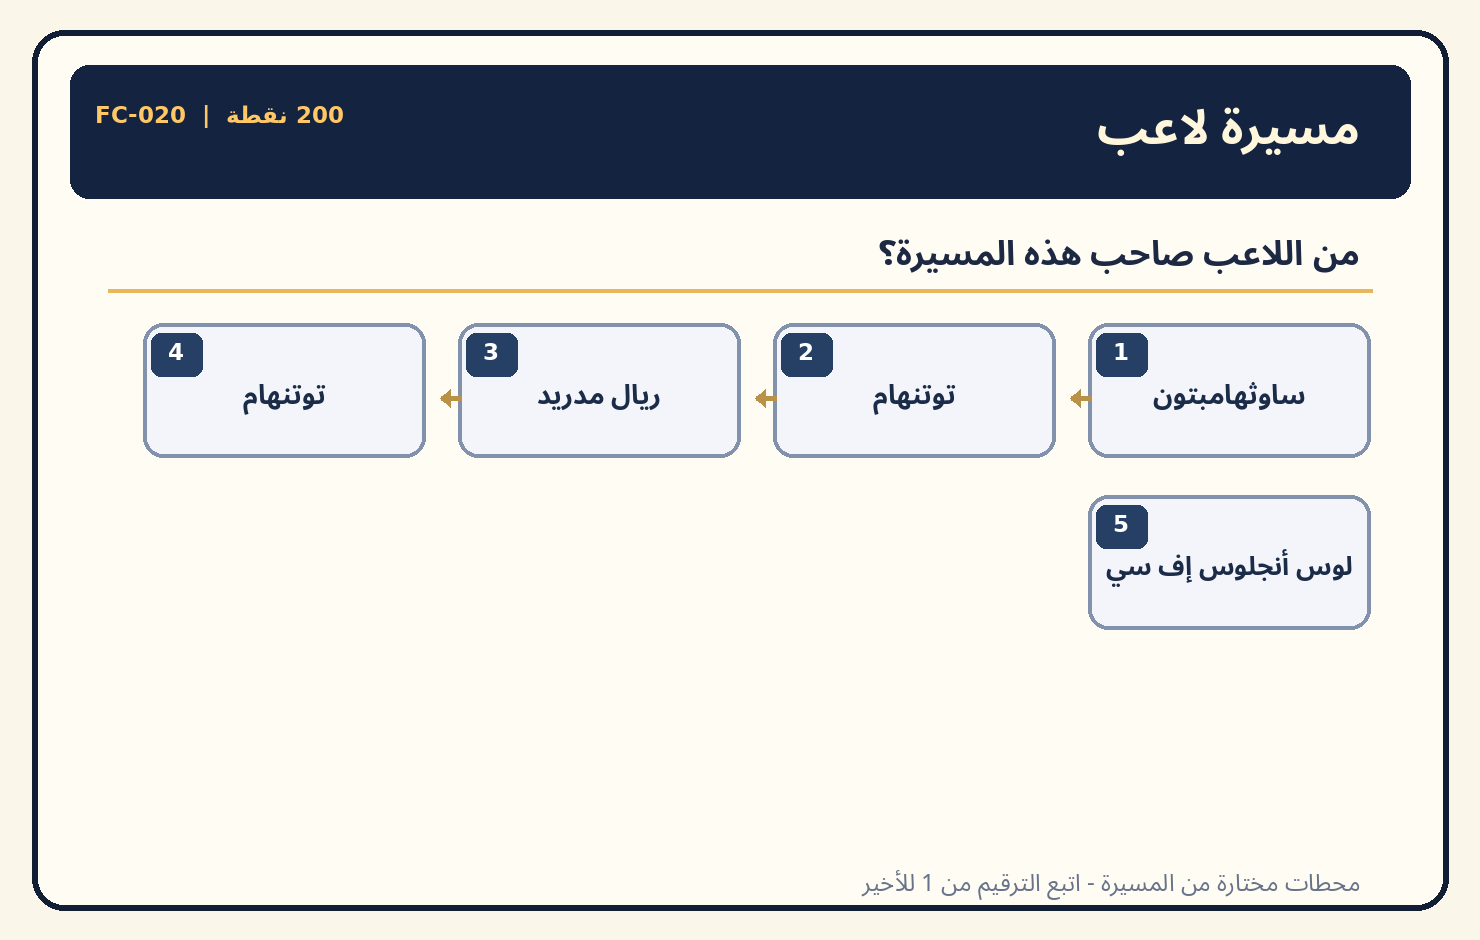 مسيرة لاعب
200 نقطة | FC-020
من اللاعب صاحب هذه المسيرة؟
1
ساوثهامبتون
2
توتنهام
3
ريال مدريد
4
توتنهام
5
لوس أنجلوس إف سي
محطات مختارة من المسيرة - اتبع الترقيم من 1 للأخير